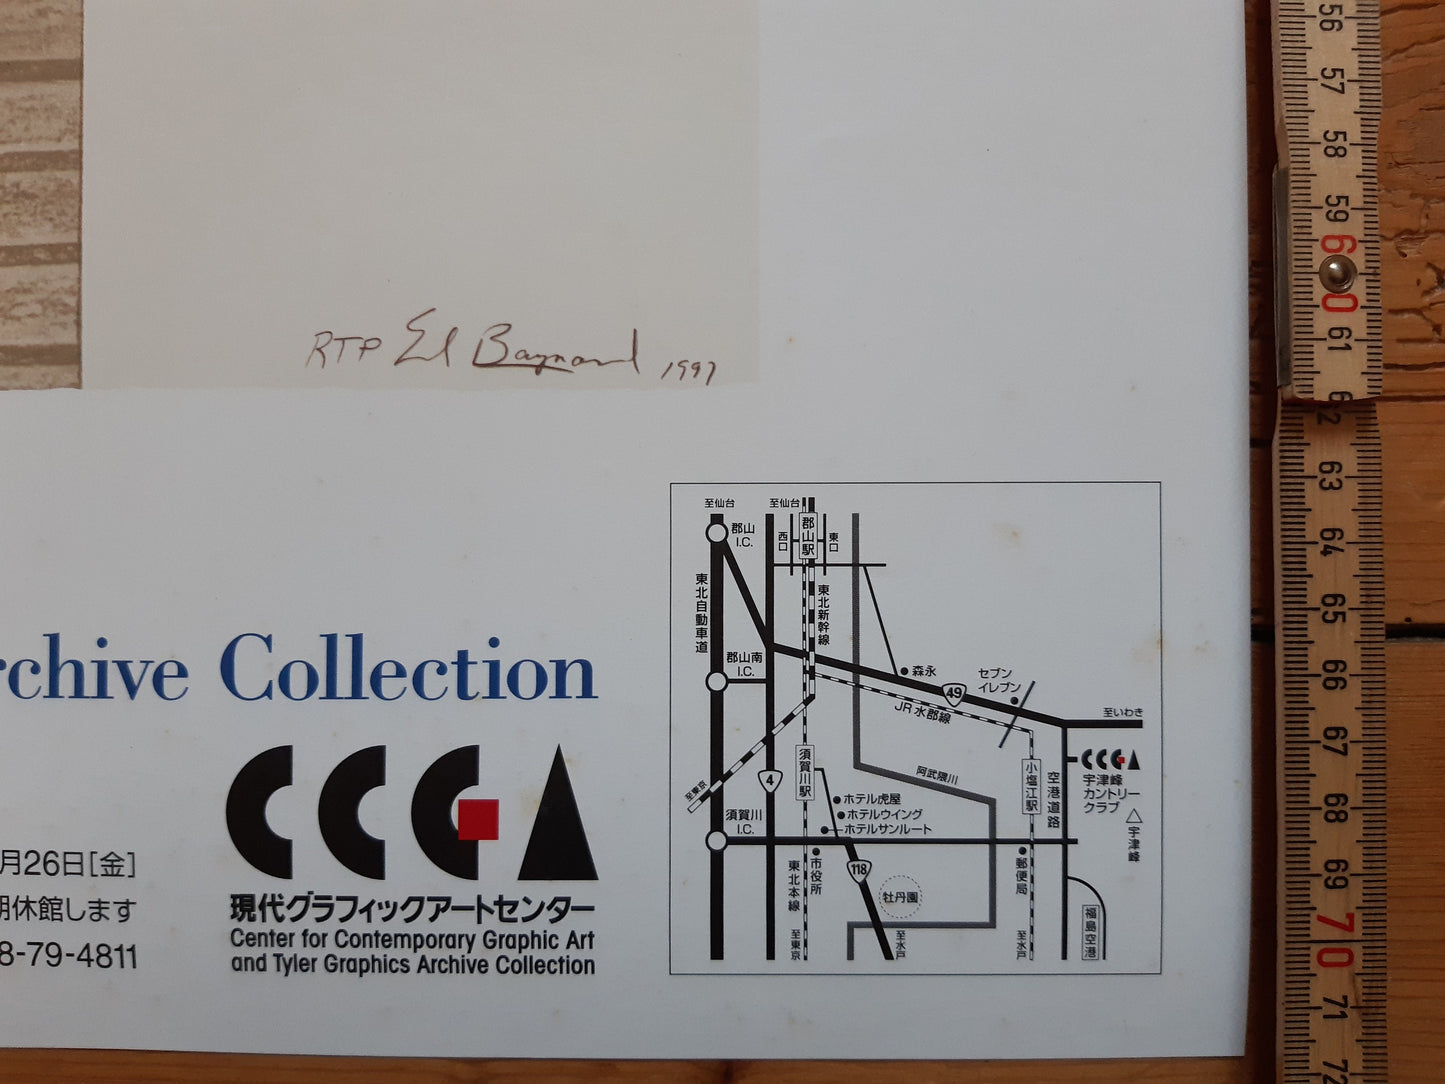 RTP Ed Baynard 1997
rchive Collection
CCGA
月26日[金]
期休館します
8-79-4811
現代グラフィックアートセンター
Center for Contemporary Graphic Art
and Tyler Graphics Archive Collection
至仙台
至仙台
郡山
I.C.
西口
郡山駅
東口
東北自動車道
東北新幹線
郡山南
I.C.
森永
49
セブン
イレブン
JR水郡線
至いわき
至東京
4
須賀川駅
阿武隈川
小塩江駅
空港道路
CCGA
宇津峰
カントリー
クラブ
宇津峰
ホテル虎屋
ホテルウイング
ホテルサンルート
須賀川
I.C.
東北本線
市役所
118
牡丹園
郵便局
福島空港
至東京
至水戸
至水戸
56
57
58
59
60
61
62
63
64
65
66
67
68
69
70
71
72